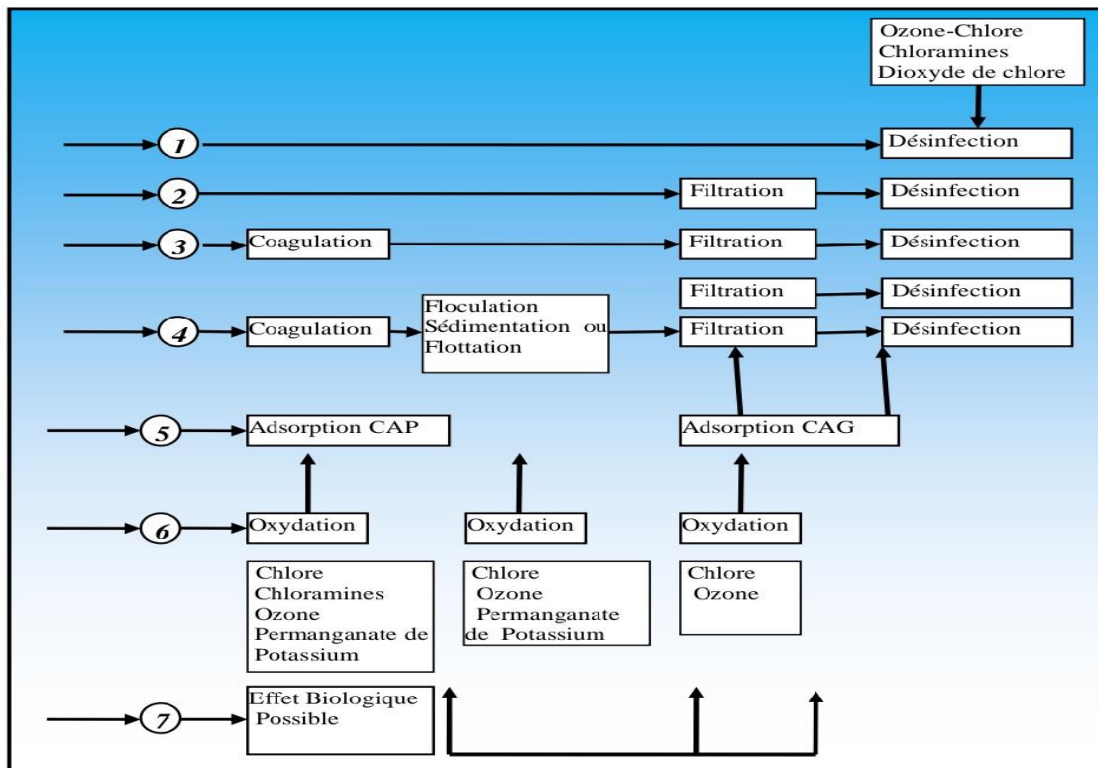 Ozone-Chlore
Chloramines
Dioxyde de chlore
1
Désinfection
2
Filtration
Désinfection
3
Coagulation
Filtration
Désinfection
Filtration
Désinfection
4
Coagulation
Floculation
Sédimentation ou
Flottation
Filtration
Désinfection
5
Adsorption CAP
Adsorption CAG
6
Oxydation
Oxydation
Oxydation
Chlore
Chloramines
Ozone
Permanganate de
Potassium
Chlore
Ozone
Permanganate
de Potassium
Chlore
Ozone
7
Effet Biologique
Possible